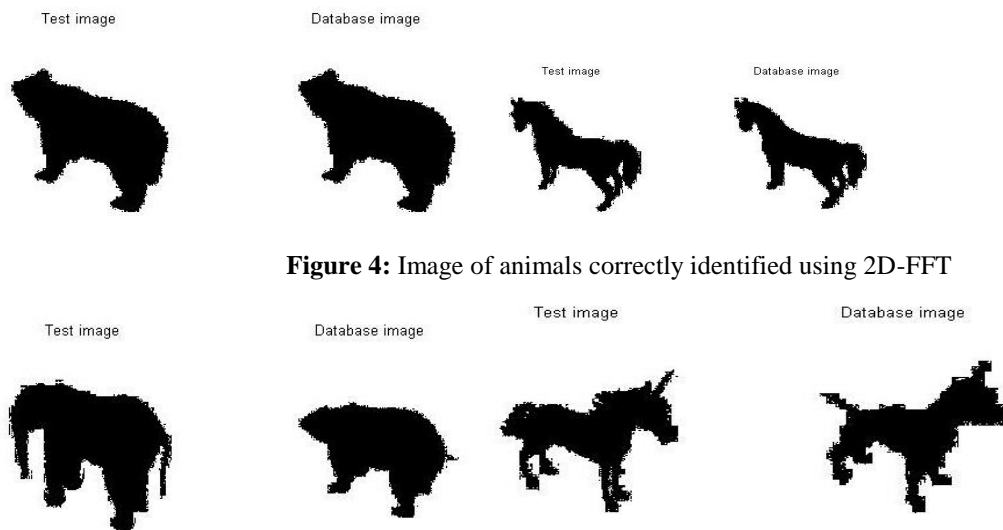 Test image
Database image
Test image
Database image
Figure 4: Image of animals correctly identified using 2D-FFT
Test image
Database image
Test image
Database image